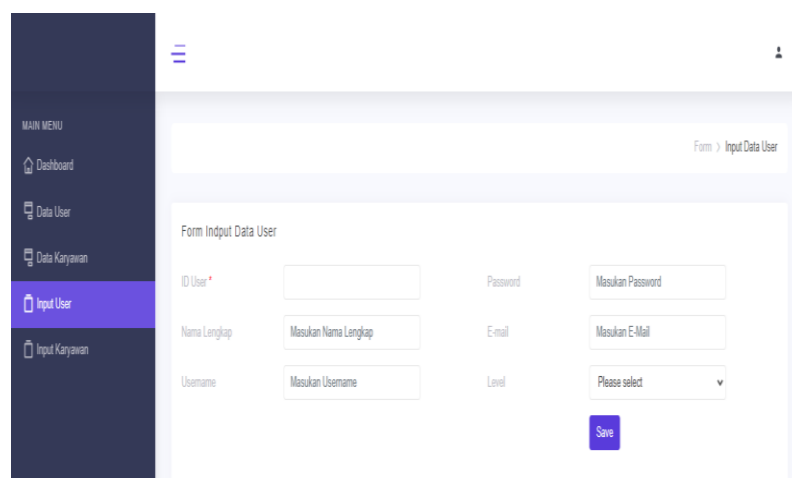 MAIN MENU
Dashboard
Data User
Data Karyawan
Input User
Input Karyawan
Form > Input Data User
Form Indput Data User
ID User *
Password
Masukan Password
Nama Lengkap
Masukan Nama Lengkap
E-mail
Masukan E-Mail
Username
Masukan Username
Level
Please select
Save